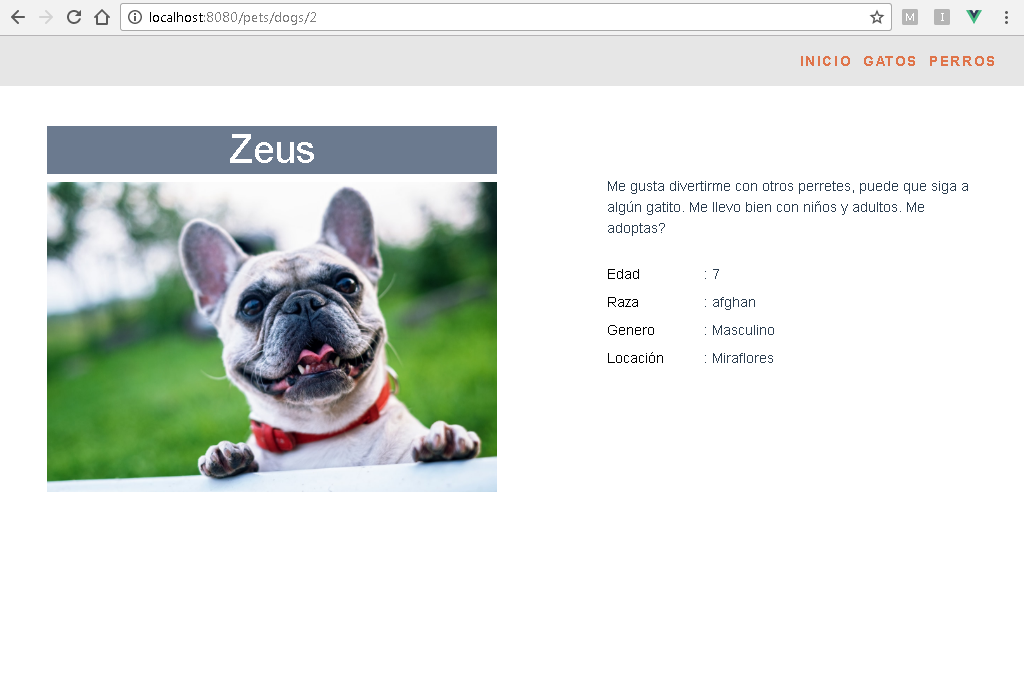 localhost:8080/pets/dogs/2
M I
INICIO GATOS PERROS
Zeus
Me gusta divertirme con otros perretes, puede que siga a
algún gatito. Me llevo bien con niños y adultos. Me
adoptas?
Edad : 7
Raza : afghan
Genero : Masculino
Locación : Miraflores